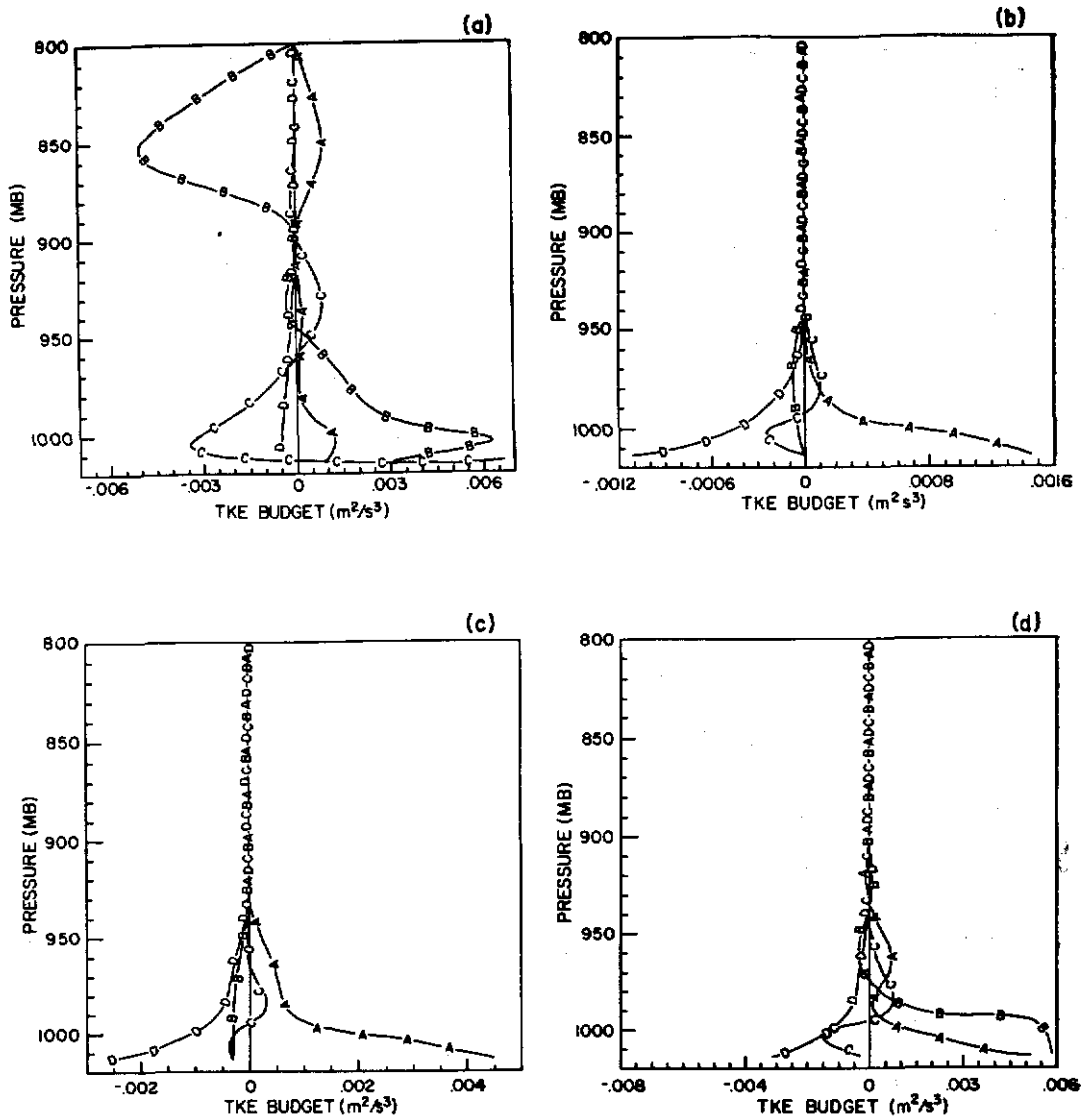 (a)
800
850
900
950
1000
PRESSURE (MB)
-.006 -.003 0 .003 .006
TKE BUDGET (m²/s³)
(b)
800
850
900
950
1000
PRESSURE (MB)
-.0012 -.0006 0 .0008 .0016
TKE BUDGET (m²s³)
(c)
800
850
900
950
1000
PRESSURE (MB)
-.002 0 .002 .004
TKE BUDGET (m²/s³)
(d)
800
850
900
950
1000
PRESSURE (MB)
-.008 -.004 0 .003 .006
TKE BUDGET (m²/s³)